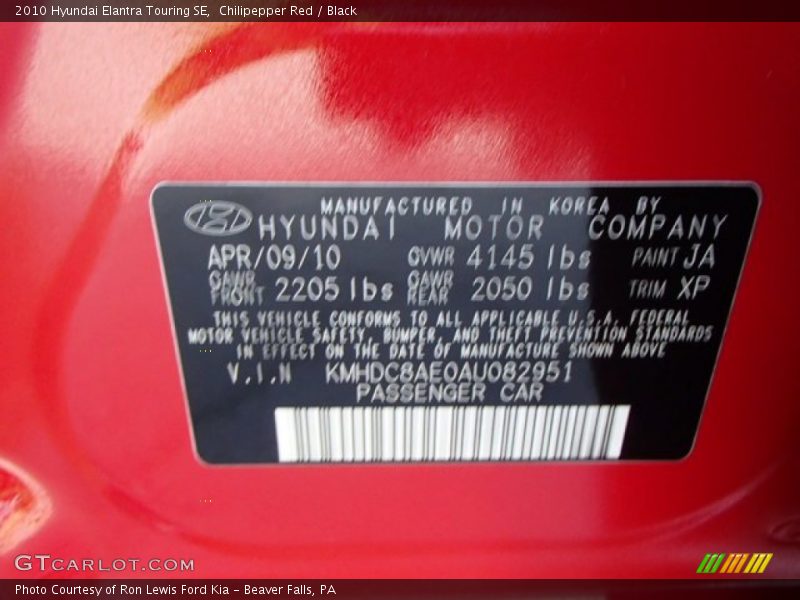 2010 Hyundai Elantra Touring SE,  Chilipepper Red / Black
MANUFACTURED IN KOREA BY
HYUNDAI MOTOR COMPANY
APR/09/10 GVWR 4145 lbs PAINT JA
GAWR FRONT 2205 lbs GAWR REAR 2050 lbs TRIM XP
THIS VEHICLE CONFORMS TO ALL APPLICABLE U.S.A. FEDERAL
MOTOR VEHICLE SAFETY, BUMPER, AND THEFT PREVENTION STANDARDS
IN EFFECT ON THE DATE OF MANUFACTURE SHOWN ABOVE
V.I.N KMHDC8AE0AU082951
PASSENGER CAR
GTCARLOT.COM
Photo Courtesy of Ron Lewis Ford Kia – Beaver Falls, PA